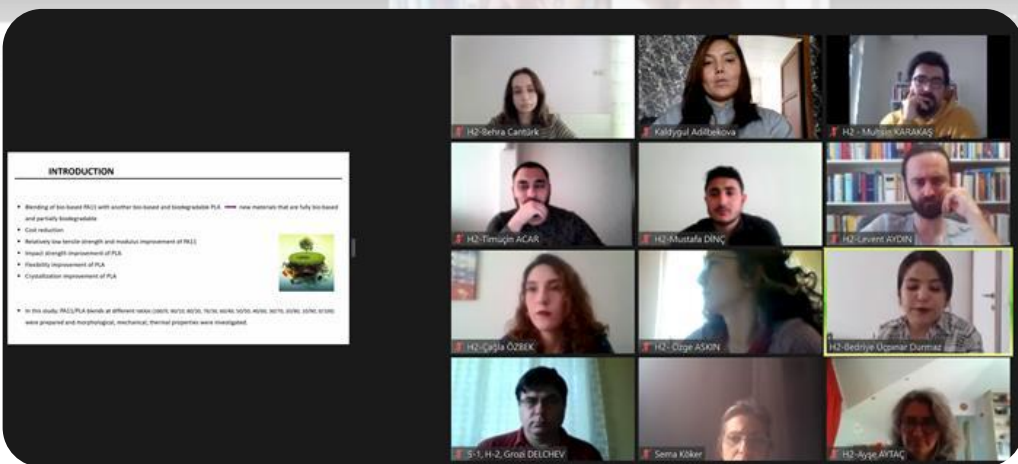 INTRODUCTION
Blending of bio-based PA11 with another bio-based and biodegradable PLA new materials that are fully bio-based
and partially biodegradable
Cost reduction
Relatively low tensile strength and modulus improvement of PA11
Impact strength improvement of PLA
Flexibility improvement of PLA
Crystallization improvement of PLA
In this study; PA11/PLA blends at different
were prepared and morphological, mechanical, thermal properties were investigated.
H2-Behra Cantürk
Kaldygul Adilbekova
H2 - Muhsin KARAKAŞ
H2-Timuçin ACAR
H2-Mustafa DİNÇ
H2-Levent AYDIN
H2-Çağla ÖZBEK
H2- Özge ASKIN
H2-Bedriye Üçpınar Durmaz
S-1, H-2, Grozi DELCHEV
Sema Köker
H2-Ayşe AYTAÇ